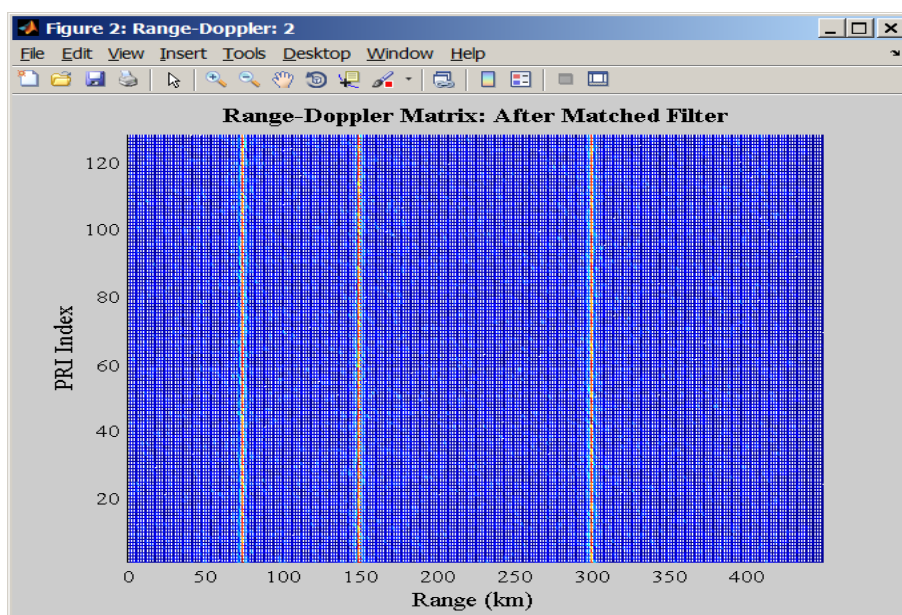 Figure 2: Range-Doppler: 2
File Edit View Insert Tools Desktop Window Help
Range-Doppler Matrix: After Matched Filter
120
100
80
60
40
20
PRI Index
0 50 100 150 200 250 300 350 400
Range (km)